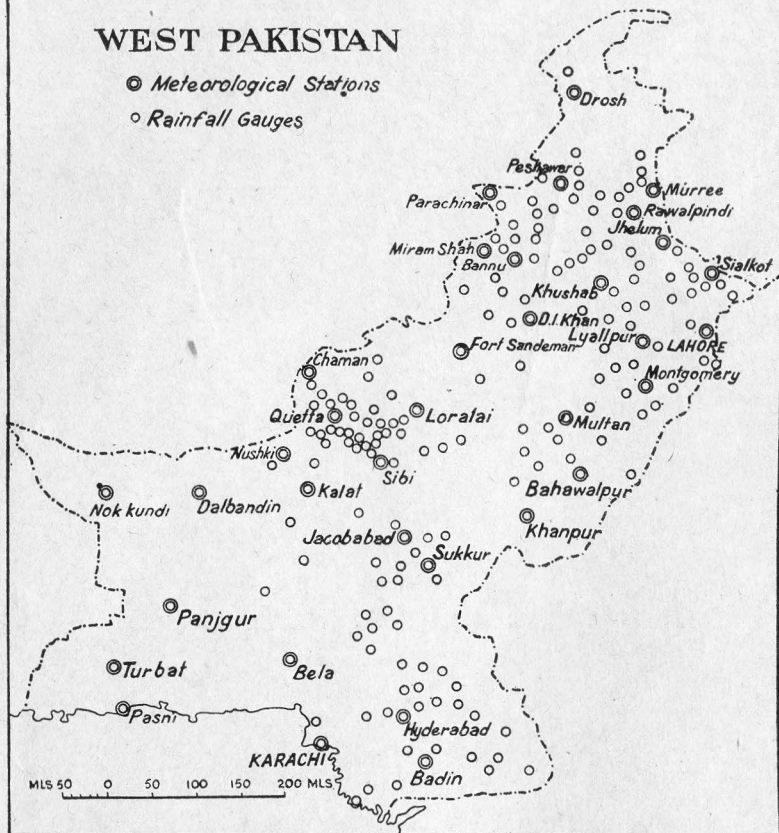 WEST PAKISTAN
Meteorological Stations
Rainfall Gauges
Drosh
Peshawar
Murree
Parachinar
Rawalpindi
Jhelum
Miram Shah
Bannu
Sialkot
Khushab
D.I.Khan
Lyallpur
LAHORE
Fort Sandeman
Chaman
Montgomery
Quetta
Loralai
Multan
Nushki
Sibi
Bahawalpur
Nok kundi
Dalbandin
Kalat
Khanpur
Jacobabad
Sukkur
Panjgur
Turbat
Bela
Pasni
Hyderabad
KARACHI
Badin
MLS 50 0 50 100 200 MLS.